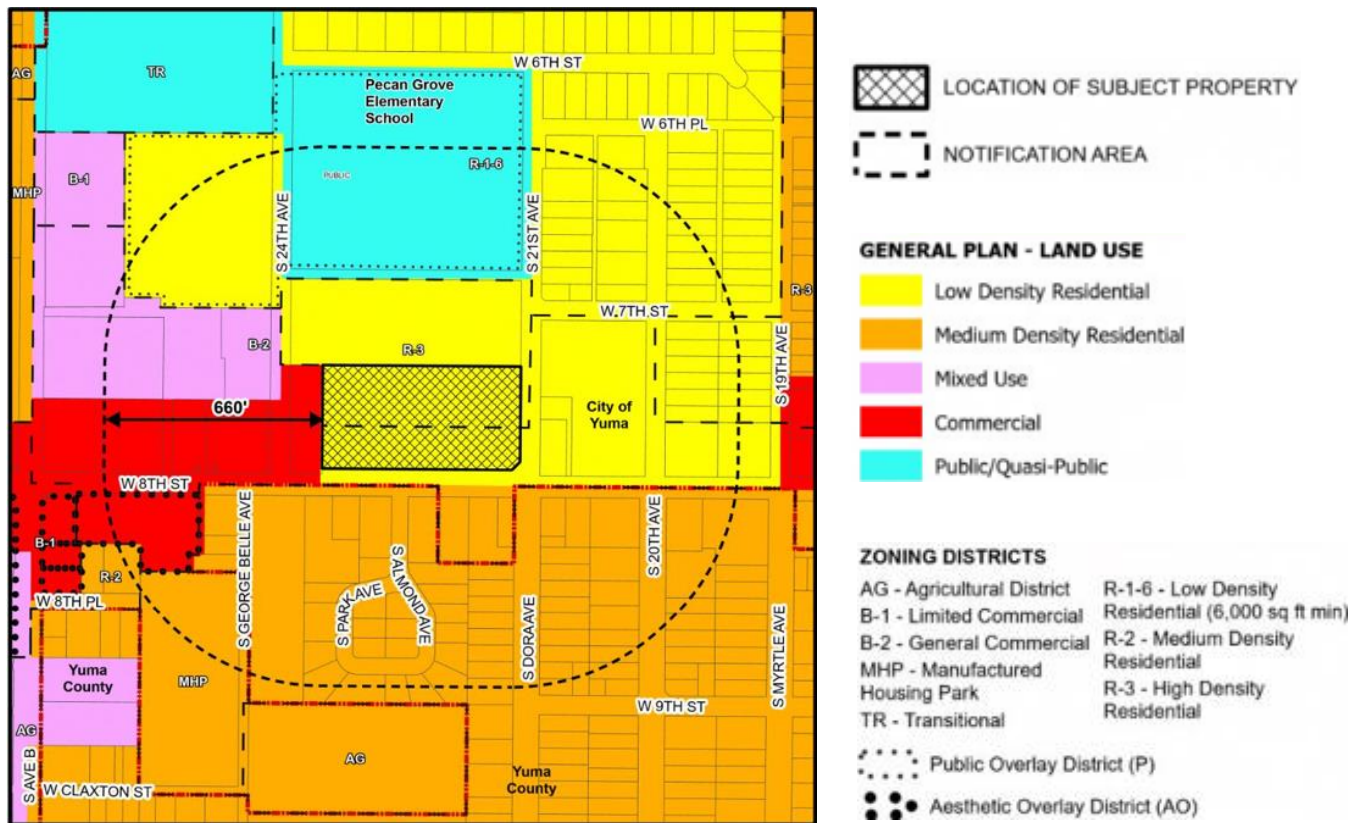 W 6TH ST
TR
AG
Pecan Grove
Elementary
School
W 6TH PL
R-1-6
PUBLIC
B-1
MHP
S 24TH AVE
S 21ST AVE
R-3
W 7TH ST
B-2
R-3
S 19TH AVE
660'
City of
Yuma
W 8TH ST
B-1
R-2
W 8TH PL
S GEORGE BELLE AVE
S PARK AVE
S ALMOND AVE
S DORA AVE
S 20TH AVE
S MYRTLE AVE
Yuma
County
MHP
W 9TH ST
AG
S AVE B
AG
Yuma
County
W CLAXTON ST
LOCATION OF SUBJECT PROPERTY
NOTIFICATION AREA
GENERAL PLAN - LAND USE
Low Density Residential
Medium Density Residential
Mixed Use
Commercial
Public/Quasi-Public
ZONING DISTRICTS
AG - Agricultural District
B-1 - Limited Commercial
B-2 - General Commercial
MHP - Manufactured
Housing Park
TR - Transitional
R-1-6 - Low Density
Residential (6,000 sq ft min)
R-2 - Medium Density
Residential
R-3 - High Density
Residential
Public Overlay District (P)
Aesthetic Overlay District (AO)